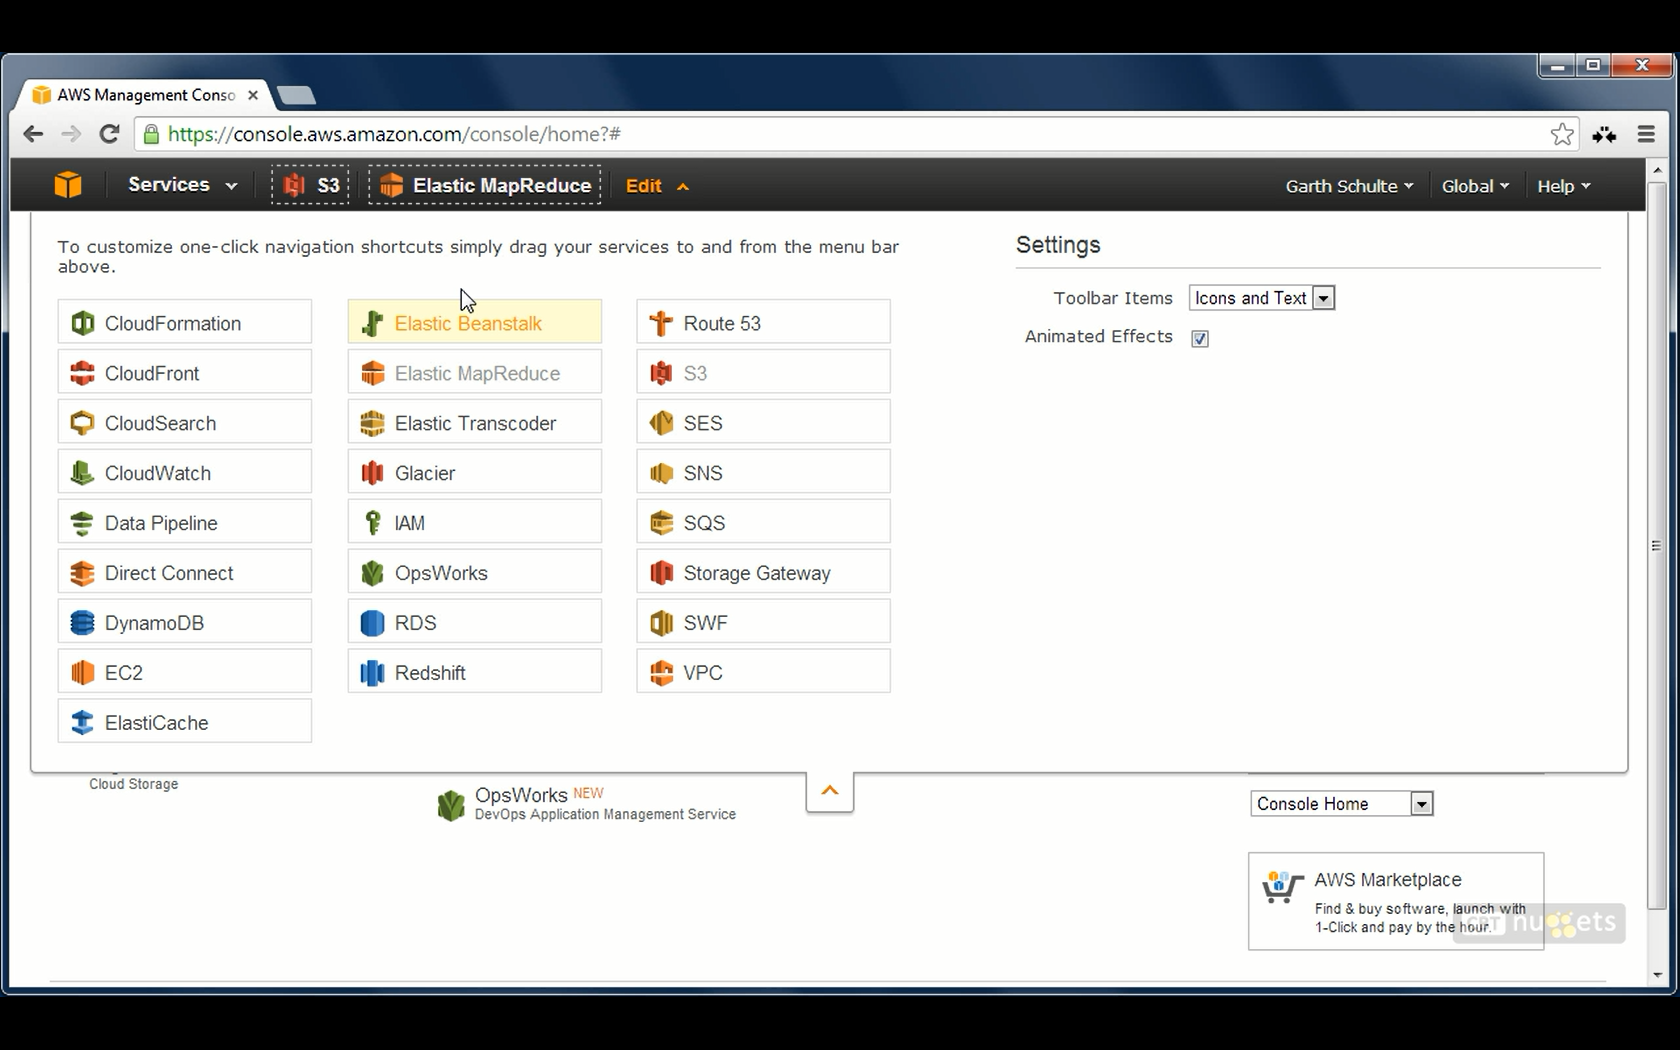 AWS Management Conso
https://console.aws.amazon.com/console/home?#
Services S3 Elastic MapReduce Edit Garth Schulte Global Help
To customize one-click navigation shortcuts simply drag your services to and from the menu bar
above.
Settings
Toolbar Items Icons and Text
Animated Effects
CloudFormation Elastic Beanstalk Route 53
CloudFront Elastic MapReduce S3
CloudSearch Elastic Transcoder SES
CloudWatch Glacier SNS
Data Pipeline IAM SQS
Direct Connect OpsWorks Storage Gateway
DynamoDB RDS SWF
EC2 Redshift VPC
ElastiCache
Cloud Storage
OpsWorks NEW
DevOps Application Management Service
Console Home
AWS Marketplace
Find & buy software, launch with
1-Click and pay by the hour.
CBT nuggets